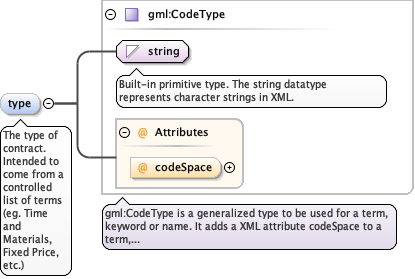 gml:CodeType
string
Built-in primitive type. The string datatype
represents character strings in XML.
type
The type of
contract.
Intended to
come from a
controlled
list of terms
(eg. Time
and
Materials,
Fixed Price,
etc.)
@ Attributes
@ codeSpace
gml:CodeType is a generalized type to be used for a term,
keyword or name. It adds a XML attribute codeSpace to a
term,...